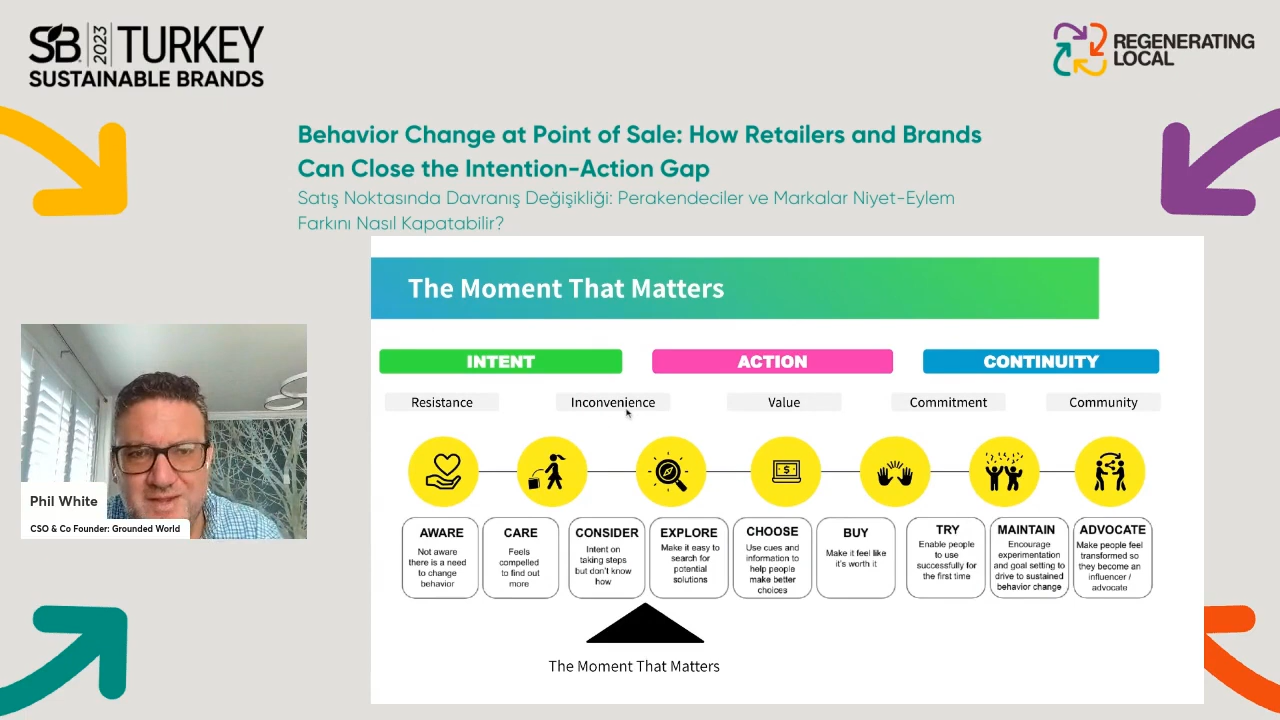 SB 2023 TURKEY
SUSTAINABLE BRANDS
REGENERATING
LOCAL
Behavior Change at Point of Sale: How Retailers and Brands
Can Close the Intention-Action Gap
Satış Noktasında Davranış Değişikliği: Perakendeciler ve Markalar Niyet-Eylem
Farkını Nasıl Kapatabilir?
The Moment That Matters
INTENT
ACTION
CONTINUITY
Resistance
Inconvenience
Value
Commitment
Community
$
AWARE
Not aware
there is a need
to change
behavior
CARE
Feels
compelled
to find out
more
CONSIDER
Intent on
taking steps
but don't know
how
EXPLORE
Make it easy to
search for
potential
solutions
CHOOSE
Use cues and
information to
help people
make better
choices
BUY
Make it feel like
it's worth it
TRY
Enable people
to use
successfully for
the first time
MAINTAIN
Encourage
experimentation
and goal setting to
drive to sustained
behavior change
ADVOCATE
Make people feel
transformed so
they become an
influencer /
advocate
The Moment That Matters
Phil White
CSO & Co Founder: Grounded World